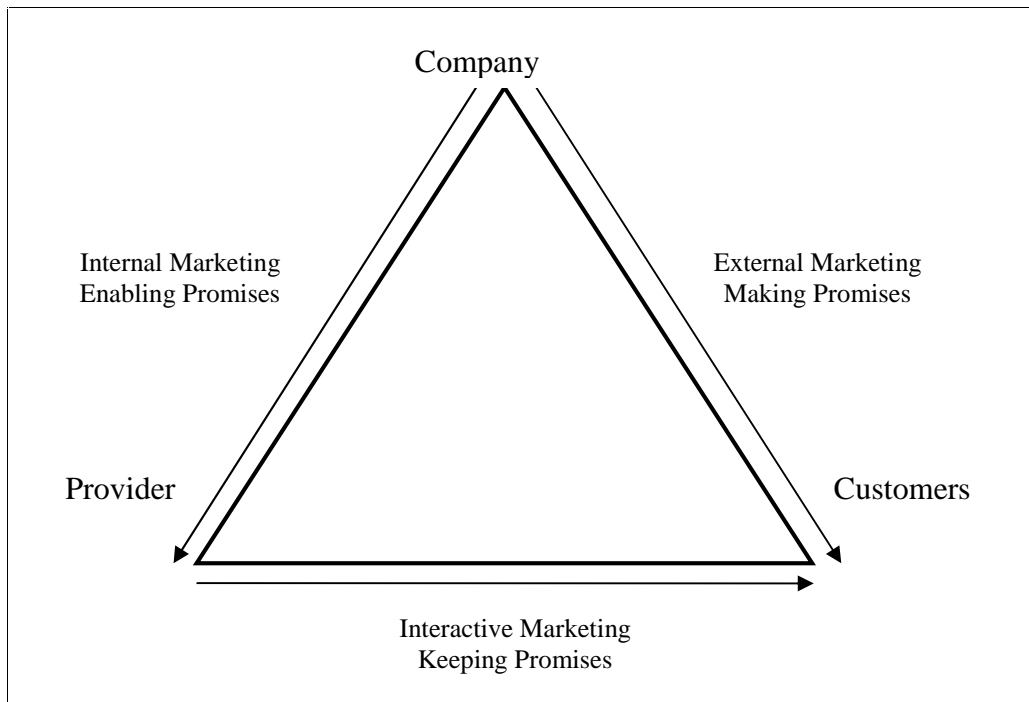 Company
Internal Marketing
Enabling Promises
External Marketing
Making Promises
Provider
Customers
Interactive Marketing
Keeping Promises